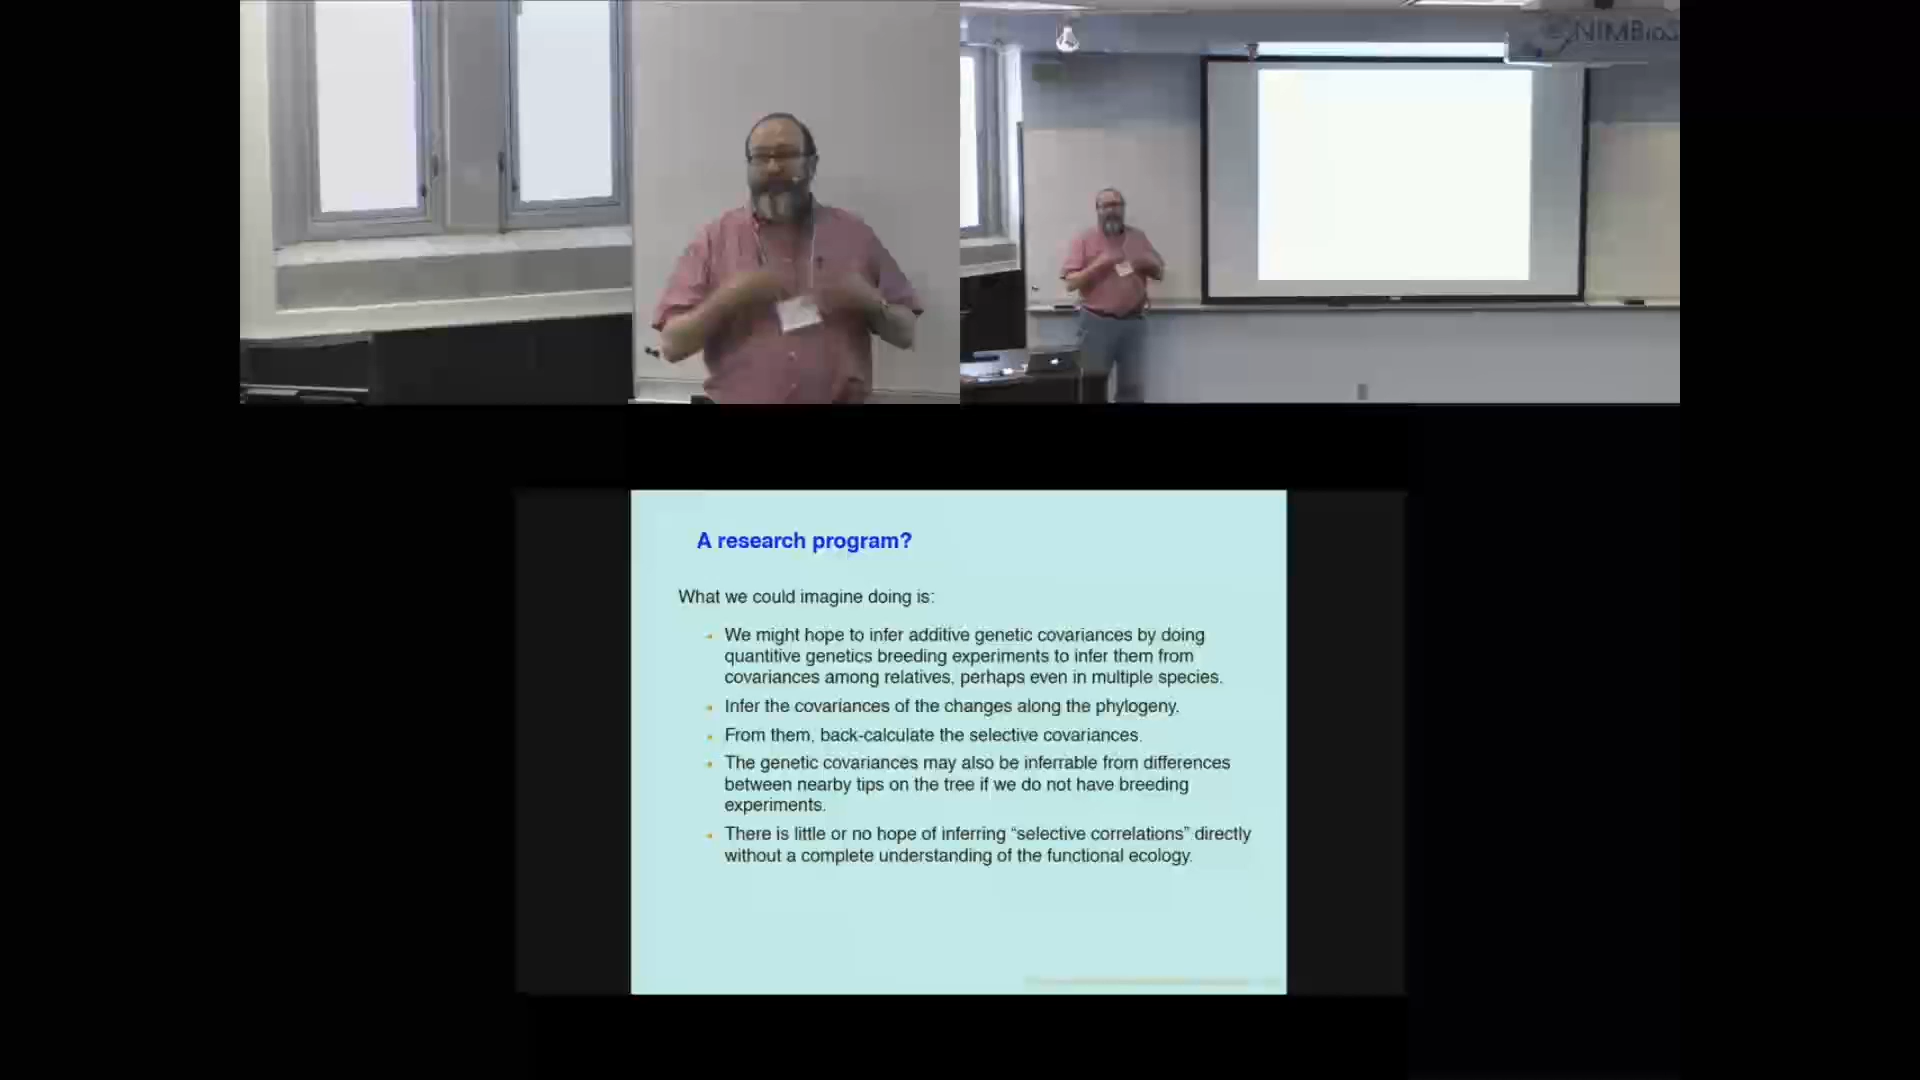 NIMBioS
A research program?
What we could imagine doing is:
We might hope to infer additive genetic covariances by doing
quantitive genetics breeding experiments to infer them from
covariances among relatives, perhaps even in multiple species.
Infer the covariances of the changes along the phylogeny.
From them, back-calculate the selective covariances.
The genetic covariances may also be inferrable from differences
between nearby tips on the tree if we do not have breeding
experiments.
There is little or no hope of inferring “selective correlations” directly
without a complete understanding of the functional ecology.